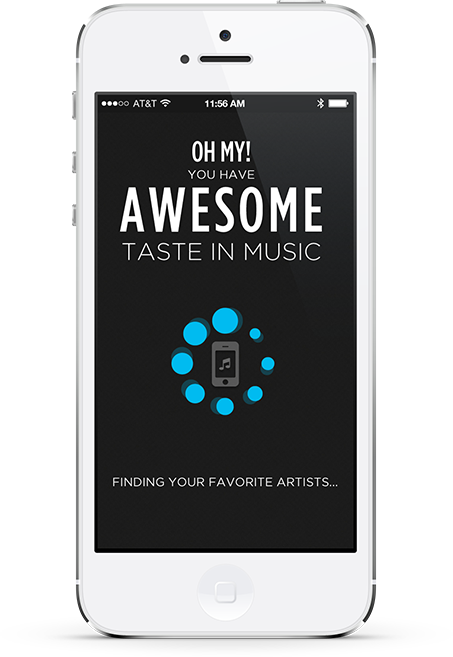 AT&T 11:56 AM
OH MY!
YOU HAVE
AWESOME
TASTE IN MUSIC
FINDING YOUR FAVORITE ARTISTS...